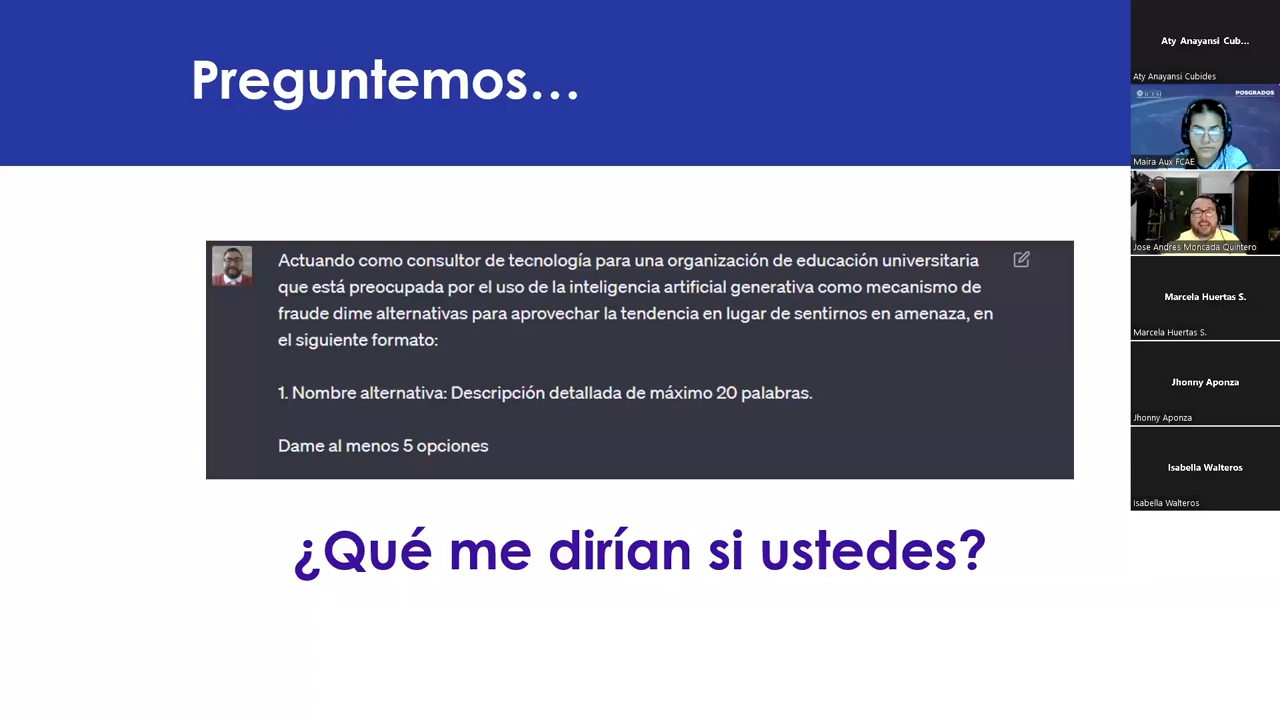 Preguntemos...
Actuando como consultor de tecnología para una organización de educación universitaria
que está preocupada por el uso de la inteligencia artificial generativa como mecanismo de
fraude dime alternativas para aprovechar la tendencia en lugar de sentirnos en amenaza, en
el siguiente formato:
1. Nombre alternativa: Descripción detallada de máximo 20 palabras.
Dame al menos 5 opciones
¿Qué me dirían si ustedes?
Aty Anayansi Cub...
Aty Anayansi Cubides
ICESI
POSGRADOS
Maira Aux FCAE
Jose Andres Moncada Quintero
Marcela Huertas S.
Marcela Huertas S.
Jhonny Aponza
Jhonny Aponza
Isabella Walteros
Isabella Walteros